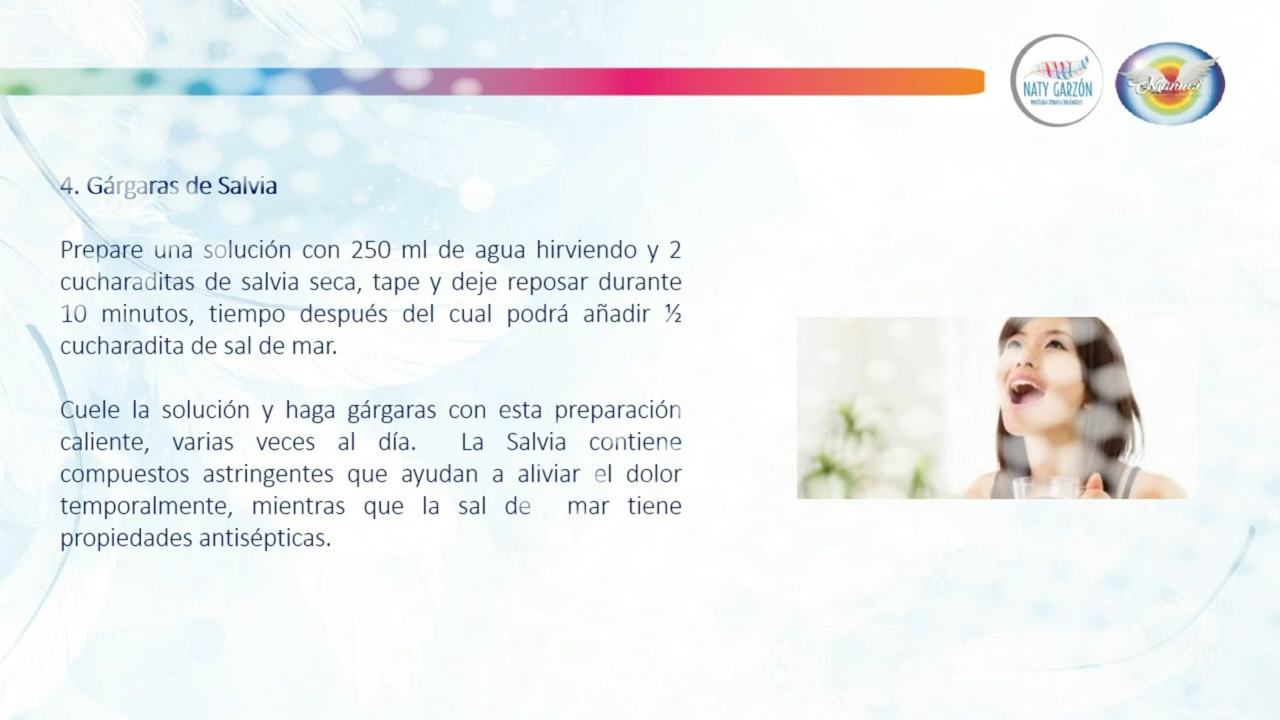 NATY GARZÓN
4. Gárgaras de Salvia
Prepare una solución con 250 ml de agua hirviendo y 2
cucharaditas de salvia seca, tape y deje reposar durante
10 minutos, tiempo después del cual podrá añadir ½
cucharadita de sal de mar.
Cuele la solución y haga gárgaras con esta preparación
caliente, varias veces al día. La Salvia contiene
compuestos astringentes que ayudan a aliviar el dolor
temporalmente, mientras que la sal de mar tiene
propiedades antisépticas.